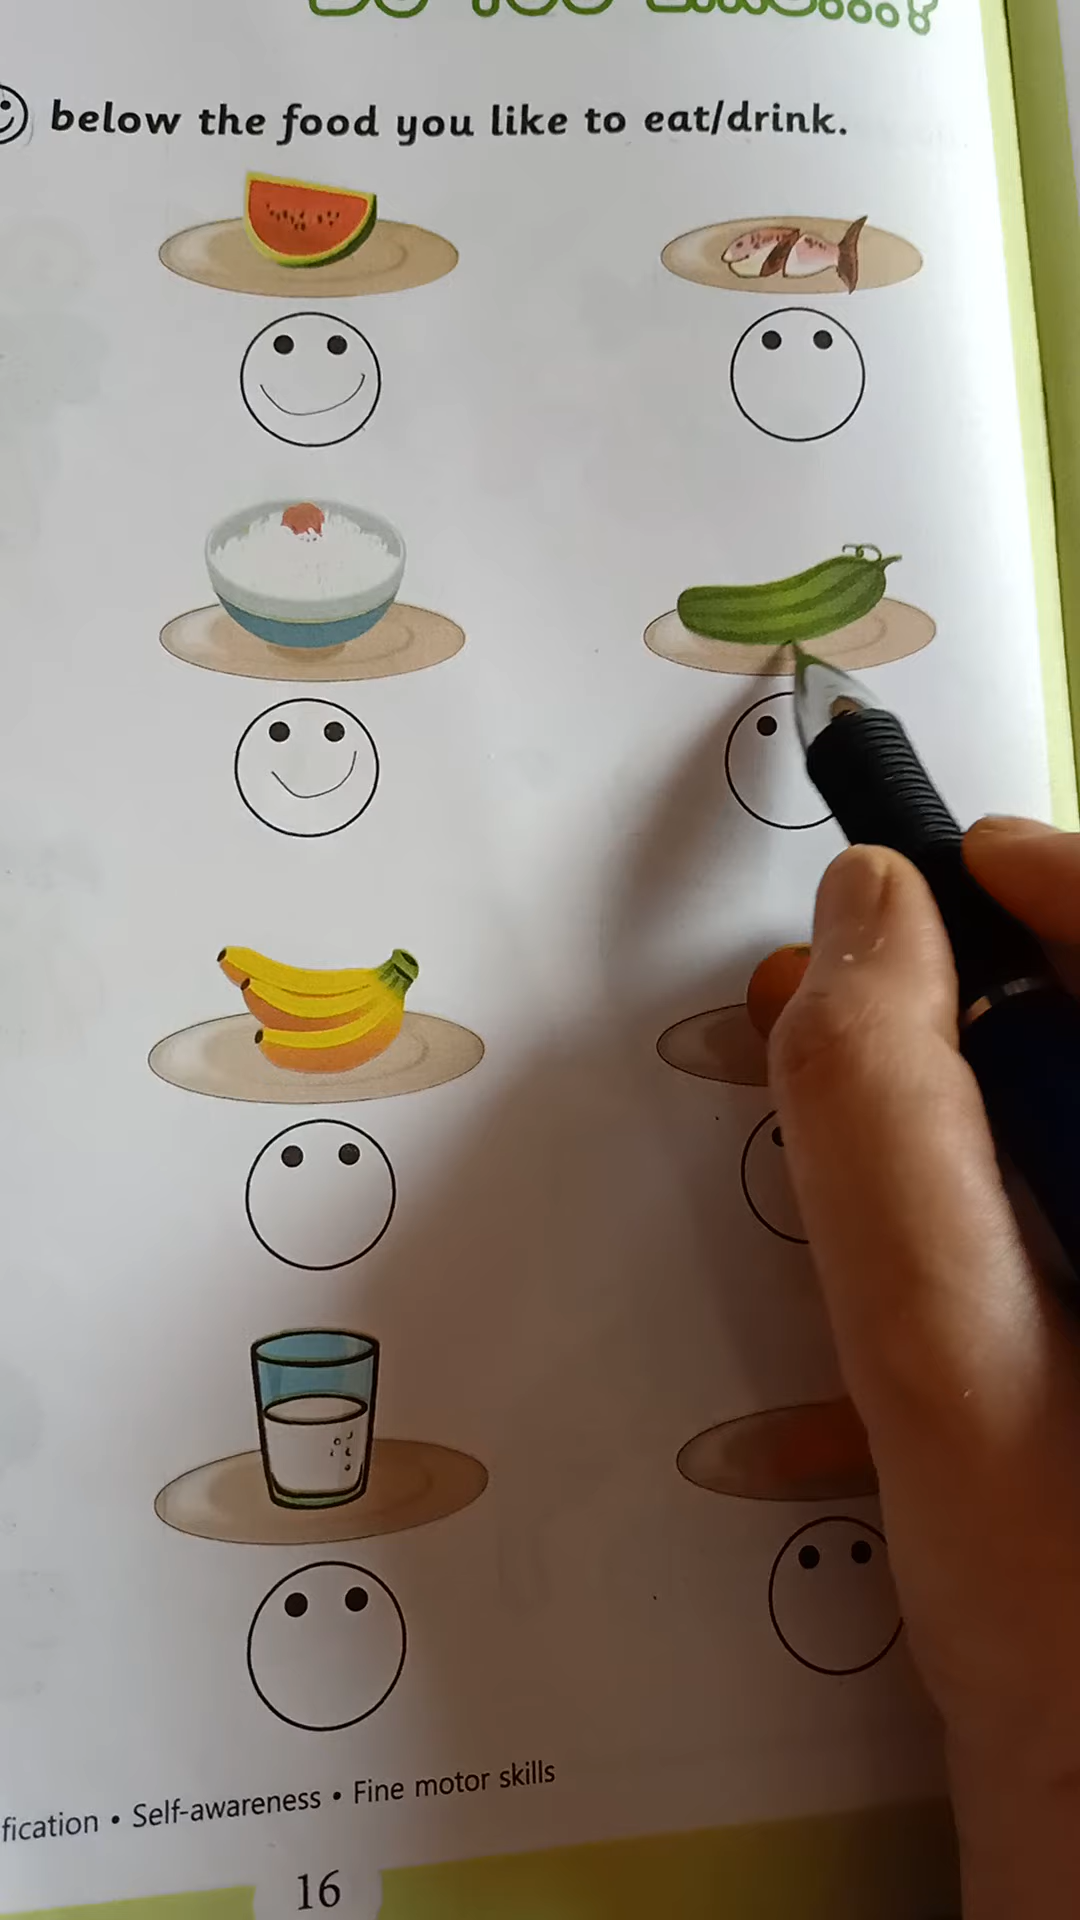 below the food you like to eat/drink.
fication • Self-awareness • Fine motor skills
16